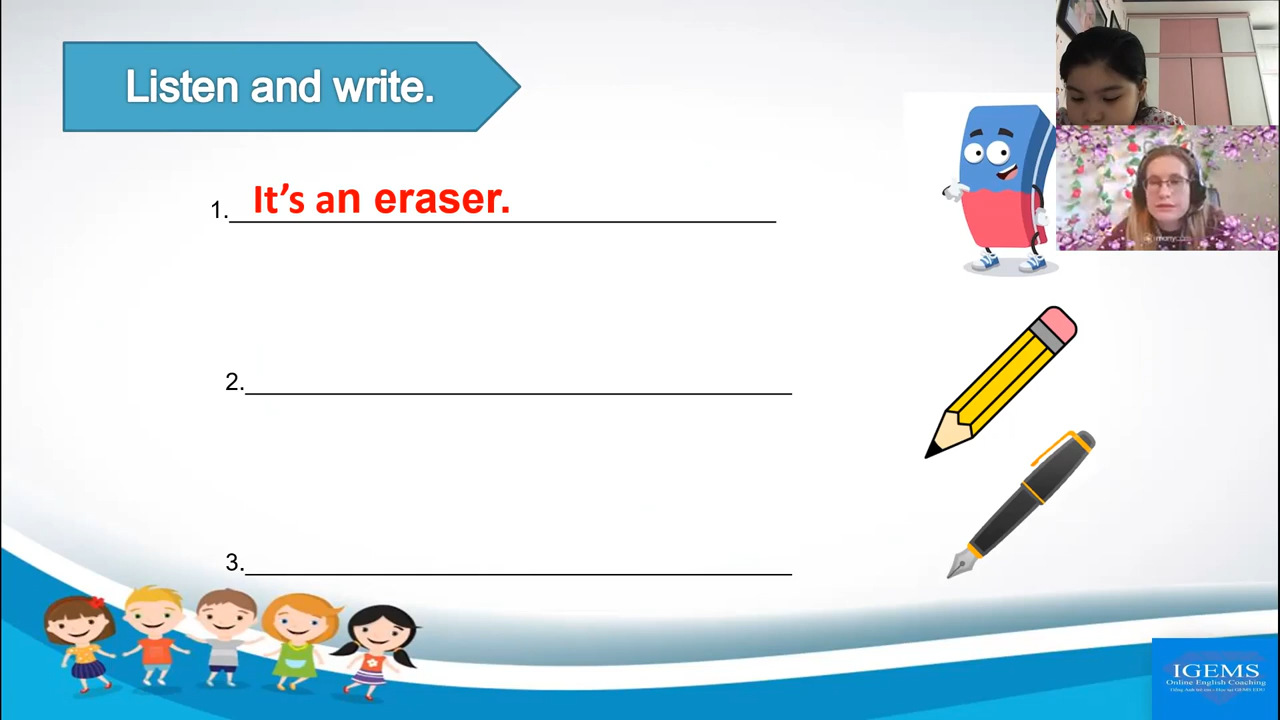 Listen and write.
1. It's an eraser.
2.
3.
IGEMS
Online English Coaching